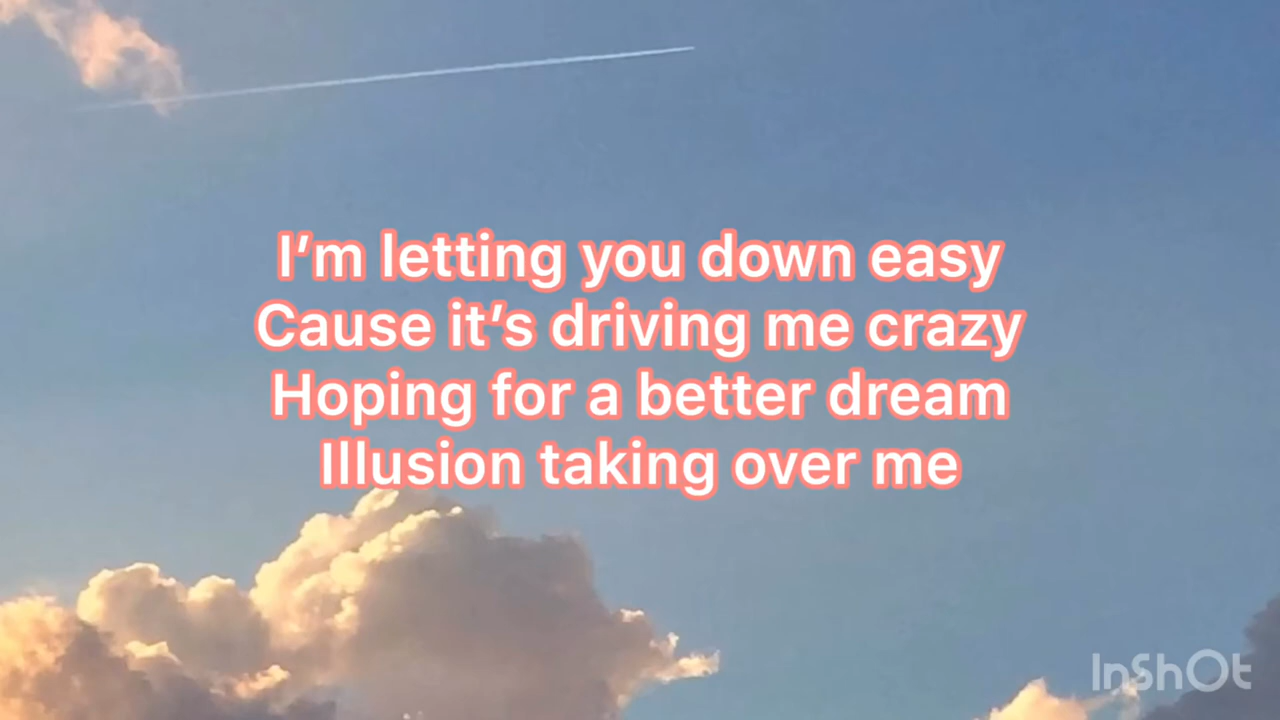 I’m letting you down easy
Cause it’s driving me crazy
Hoping for a better dream
Illusion taking over me
InShOt